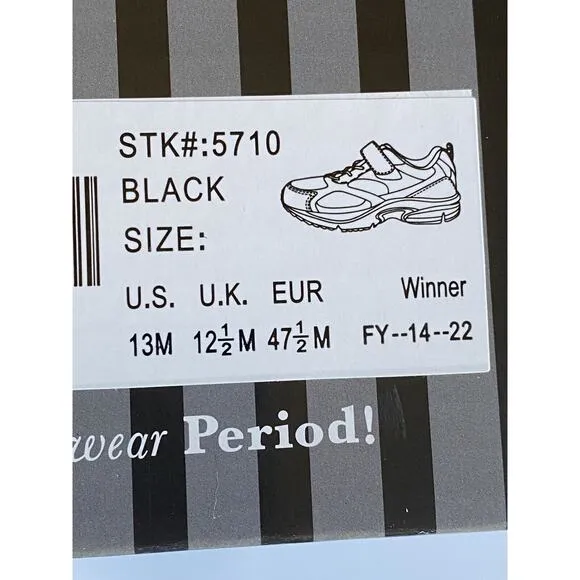 STK#:5710
BLACK
SIZE:
U.S. U.K. EUR Winner
13M 12½M 47½M FY--14--22
wear Period!